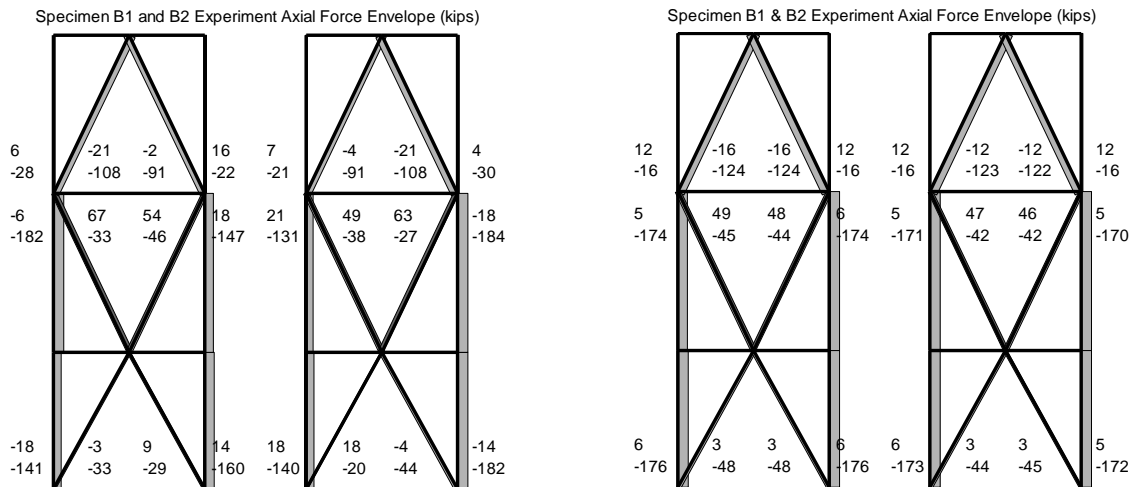 Specimen B1 and B2 Experiment Axial Force Envelope (kips)
6 -21 -2 16 7 -4 -21 4
-28 -108 -91 -22 -21 -91 -108 -30
-6 67 54 18 21 49 63 -18
-182 -33 -46 -147 -131 -38 -27 -184
-18 -3 9 14 18 18 -4 -14
-141 -33 -29 -160 -140 -20 -44 -182
Specimen B1 & B2 Experiment Axial Force Envelope (kips)
12 -16 -16 12 12 -12 -12 12
-16 -124 -124 -16 -16 -123 -122 -16
5 49 48 6 5 47 46 5
-174 -45 -44 -174 -171 -42 -42 -170
6 3 3 6 6 3 3 5
-176 -48 -48 -176 -173 -44 -45 -172